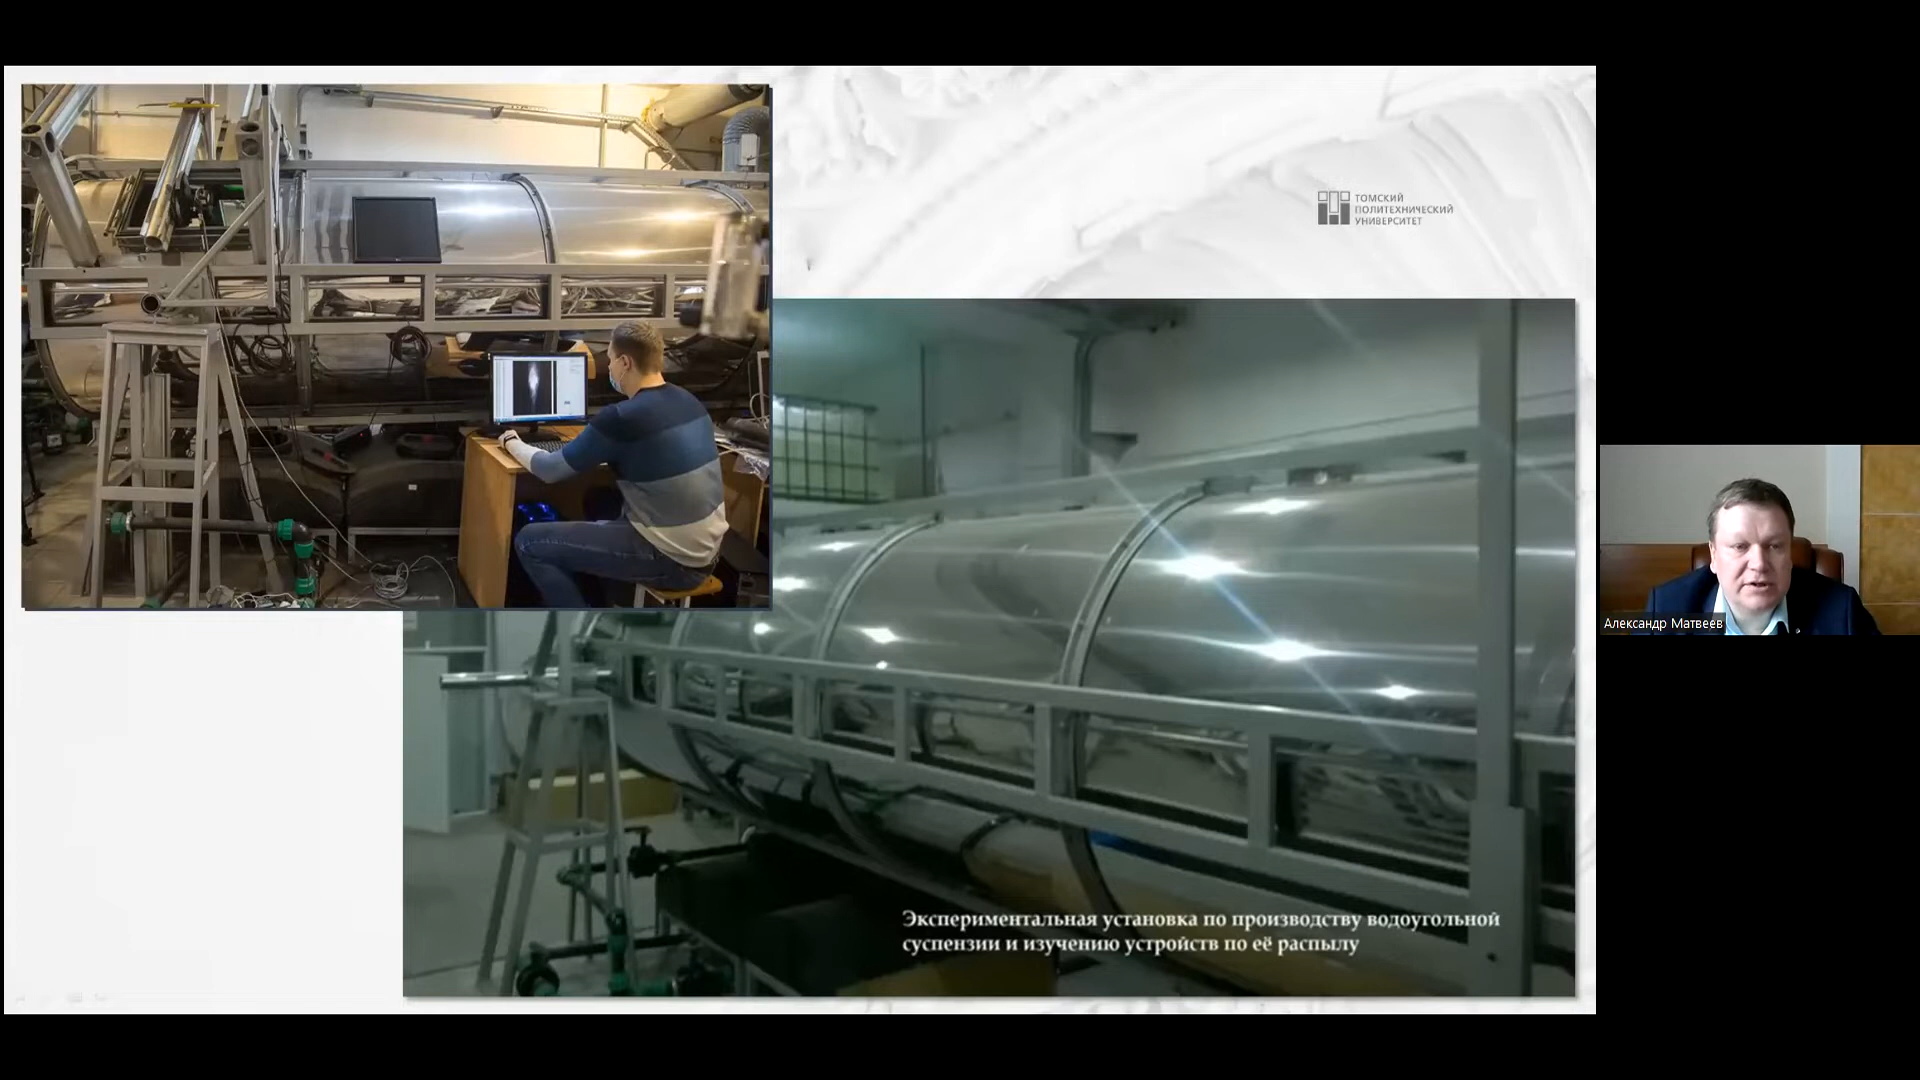 ТОМСКИЙ
ПОЛИТЕХНИЧЕСКИЙ
УНИВЕРСИТЕТ
Александр Матвеев
Экспериментальная установка по производству водоугольной
суспензии и изучению устройств по её распылу